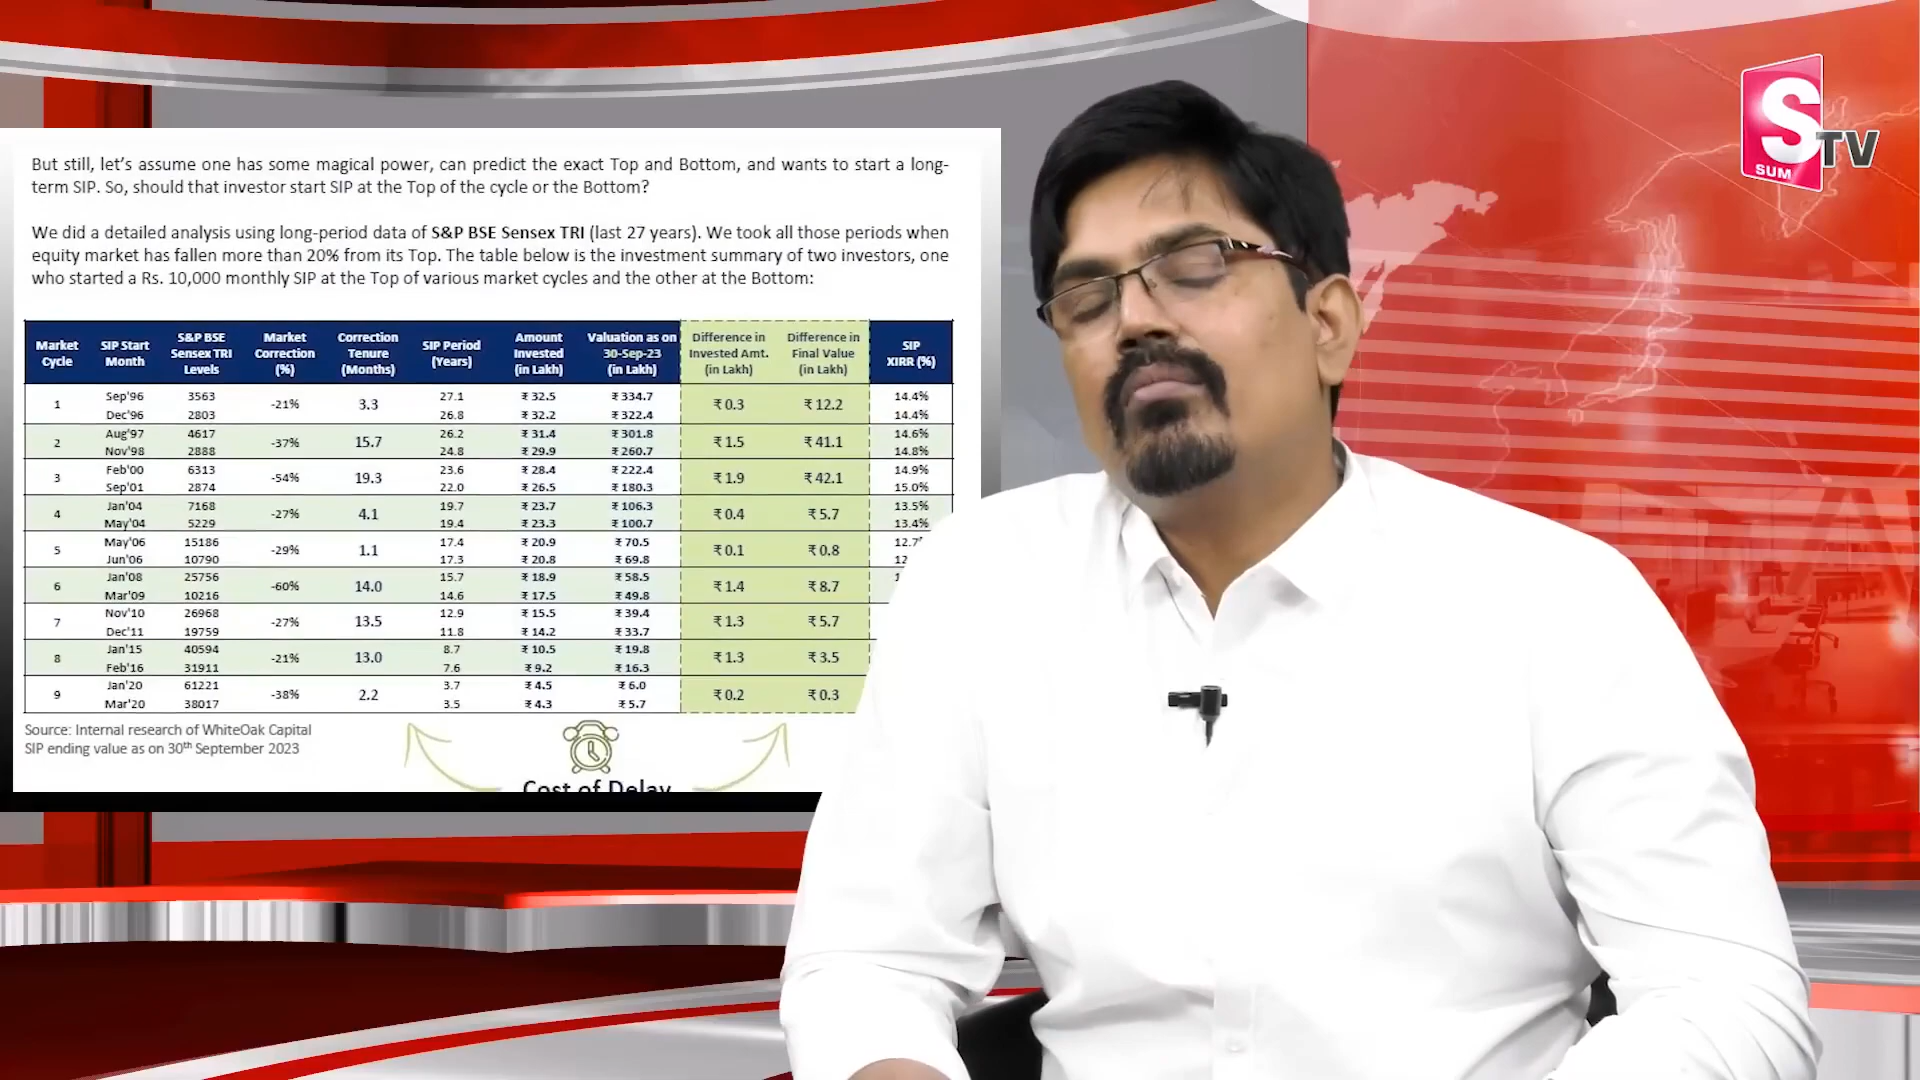 But still, let's assume one has some magical power, can predict the exact Top and Bottom, and wants to start a long-
term SIP. So, should that investor start SIP at the Top of the cycle or the Bottom?
We did a detailed analysis using long-period data of S&P BSE Sensex TRI (last 27 years). We took all those periods when
equity market has fallen more than 20% from its Top. The table below is the investment summary of two investors, one
who started a Rs. 10,000 monthly SIP at the Top of various market cycles and the other at the Bottom:
Market Cycle SIP Start Month S&P BSE Sensex TRI Levels Market Correction (%) Correction Tenure (Months) SIP Period (Years) Amount Invested (in Lakh) Valuation as on 30-Sep-23 (in Lakh) Difference in Invested Amt. (in Lakh) Difference in Final Value (in Lakh) SIP XIRR (%)
1 Sep'96 3563 -21% 3.3 27.1 ₹ 32.5 ₹ 334.7 ₹ 0.3 ₹ 12.2 14.4%
Dec'96 2803 26.8 ₹ 32.2 ₹ 322.4 14.4%
2 Aug'97 4617 -37% 15.7 26.2 ₹ 31.4 ₹ 301.8 ₹ 1.5 ₹ 41.1 14.6%
Nov'98 2888 24.8 ₹ 29.9 ₹ 260.7 14.8%
3 Feb'00 6313 -54% 19.3 23.6 ₹ 28.4 ₹ 222.4 ₹ 1.9 ₹ 42.1 14.9%
Sep'01 2874 22.0 ₹ 26.5 ₹ 180.3 15.0%
4 Jan'04 7168 -27% 4.1 19.7 ₹ 23.7 ₹ 106.3 ₹ 0.4 ₹ 5.7 13.5%
May'04 5229 19.4 ₹ 23.3 ₹ 100.7 13.4%
5 May'06 15186 -29% 1.1 17.4 ₹ 20.9 ₹ 70.5 ₹ 0.1 ₹ 0.8 12.7
Jun'06 10790 17.3 ₹ 20.8 ₹ 69.8 12
6 Jan'08 25756 -60% 14.0 15.7 ₹ 18.9 ₹ 58.5 ₹ 1.4 ₹ 8.7
Mar'09 10216 14.6 ₹ 17.5 ₹ 49.8
7 Nov'10 26968 -27% 13.5 12.9 ₹ 15.5 ₹ 39.4 ₹ 1.3 ₹ 5.7
Dec'11 19759 11.8 ₹ 14.2 ₹ 33.7
8 Jan'15 40594 -21% 13.0 8.7 ₹ 10.5 ₹ 19.8 ₹ 1.3 ₹ 3.5
Feb'16 31911 7.6 ₹ 9.2 ₹ 16.3
9 Jan'20 61221 -38% 2.2 3.7 ₹ 4.5 ₹ 6.0 ₹ 0.2 ₹ 0.3
Mar'20 38017 3.5 ₹ 4.3 ₹ 5.7
Source: Internal research of WhiteOak Capital
SIP ending value as on 30th September 2023
Cost of Delay
S TV
SUM